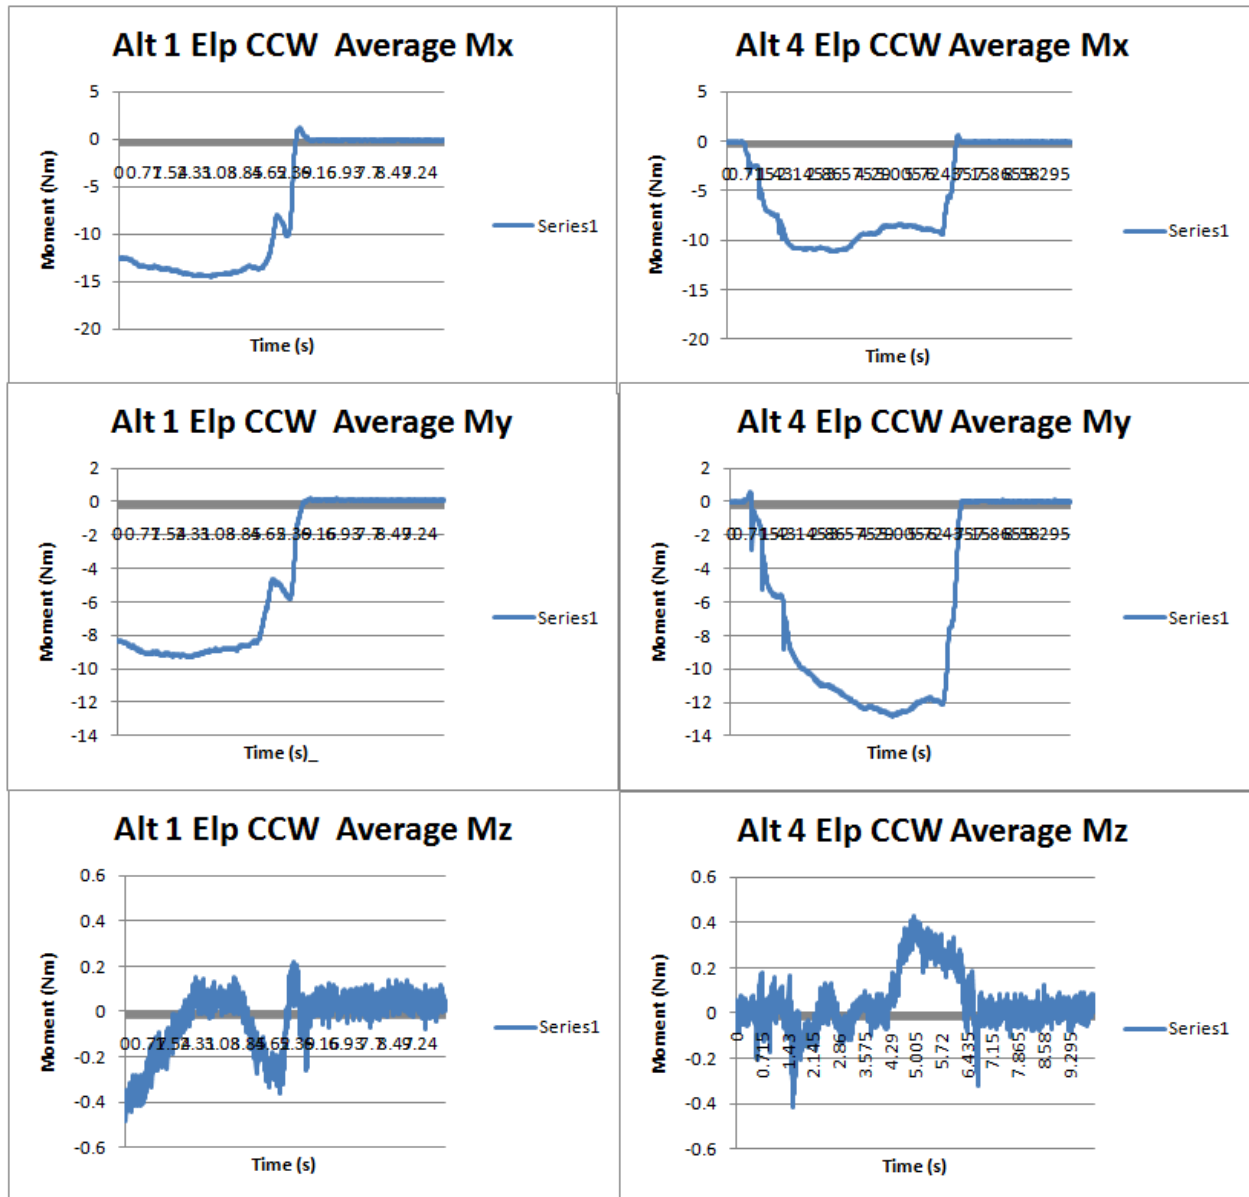 Alt 1 Elp CCW  Average Mx
5
0
-5
-10
-15
-20
Moment (Nm)
Time (s)
Series1
Alt 4 Elp CCW Average Mx
5
0
-5
-10
-15
-20
Moment (Nm)
Time (s)
Series1
Alt 1 Elp CCW  Average My
2
0
-2
-4
-6
-8
-10
-12
-14
Moment (Nm)
Time (s)_
Series1
Alt 4 Elp CCW Average My
2
0
-2
-4
-6
-8
-10
-12
-14
Moment (Nm)
Time (s)
Series1
Alt 1 Elp CCW  Average Mz
0.6
0.4
0.2
0
-0.2
-0.4
-0.6
Moment (Nm)
Time (s)
Series1
Alt 4 Elp CCW Average Mz
0.6
0.4
0.2
0
-0.2
-0.4
-0.6
Moment (Nm)
0
0.715
1.43
2.145
2.86
3.575
4.29
5.005
5.72
6.435
7.15
7.865
8.58
9.295
Time (s)
Series1